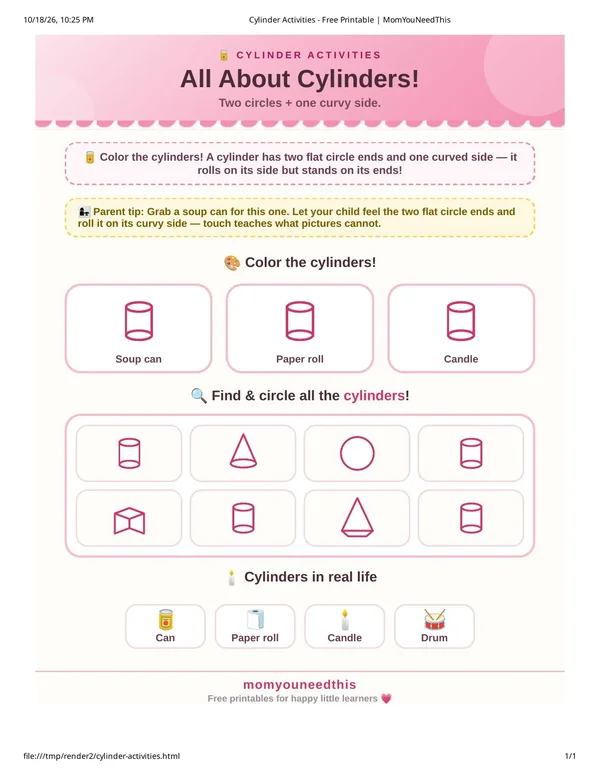 10/18/26, 10:25 PM
Cylinder Activities - Free Printable | MomYouNeedThis
🥫 CYLINDER ACTIVITIES
All About Cylinders!
Two circles + one curvy side.
🥫 Color the cylinders! A cylinder has two flat circle ends and one curved side — it
rolls on its side but stands on its ends!
👩‍👧 Parent tip: Grab a soup can for this one. Let your child feel the two flat circle ends and
roll it on its curvy side — touch teaches what pictures cannot.
🎨 Color the cylinders!
Soup can
Paper roll
Candle
🔍 Find & circle all the cylinders!
🕯️ Cylinders in real life
Can
Paper roll
Candle
Drum
momyouneedthis
Free printables for happy little learners 💗
file:///tmp/render2/cylinder-activities.html
1/1